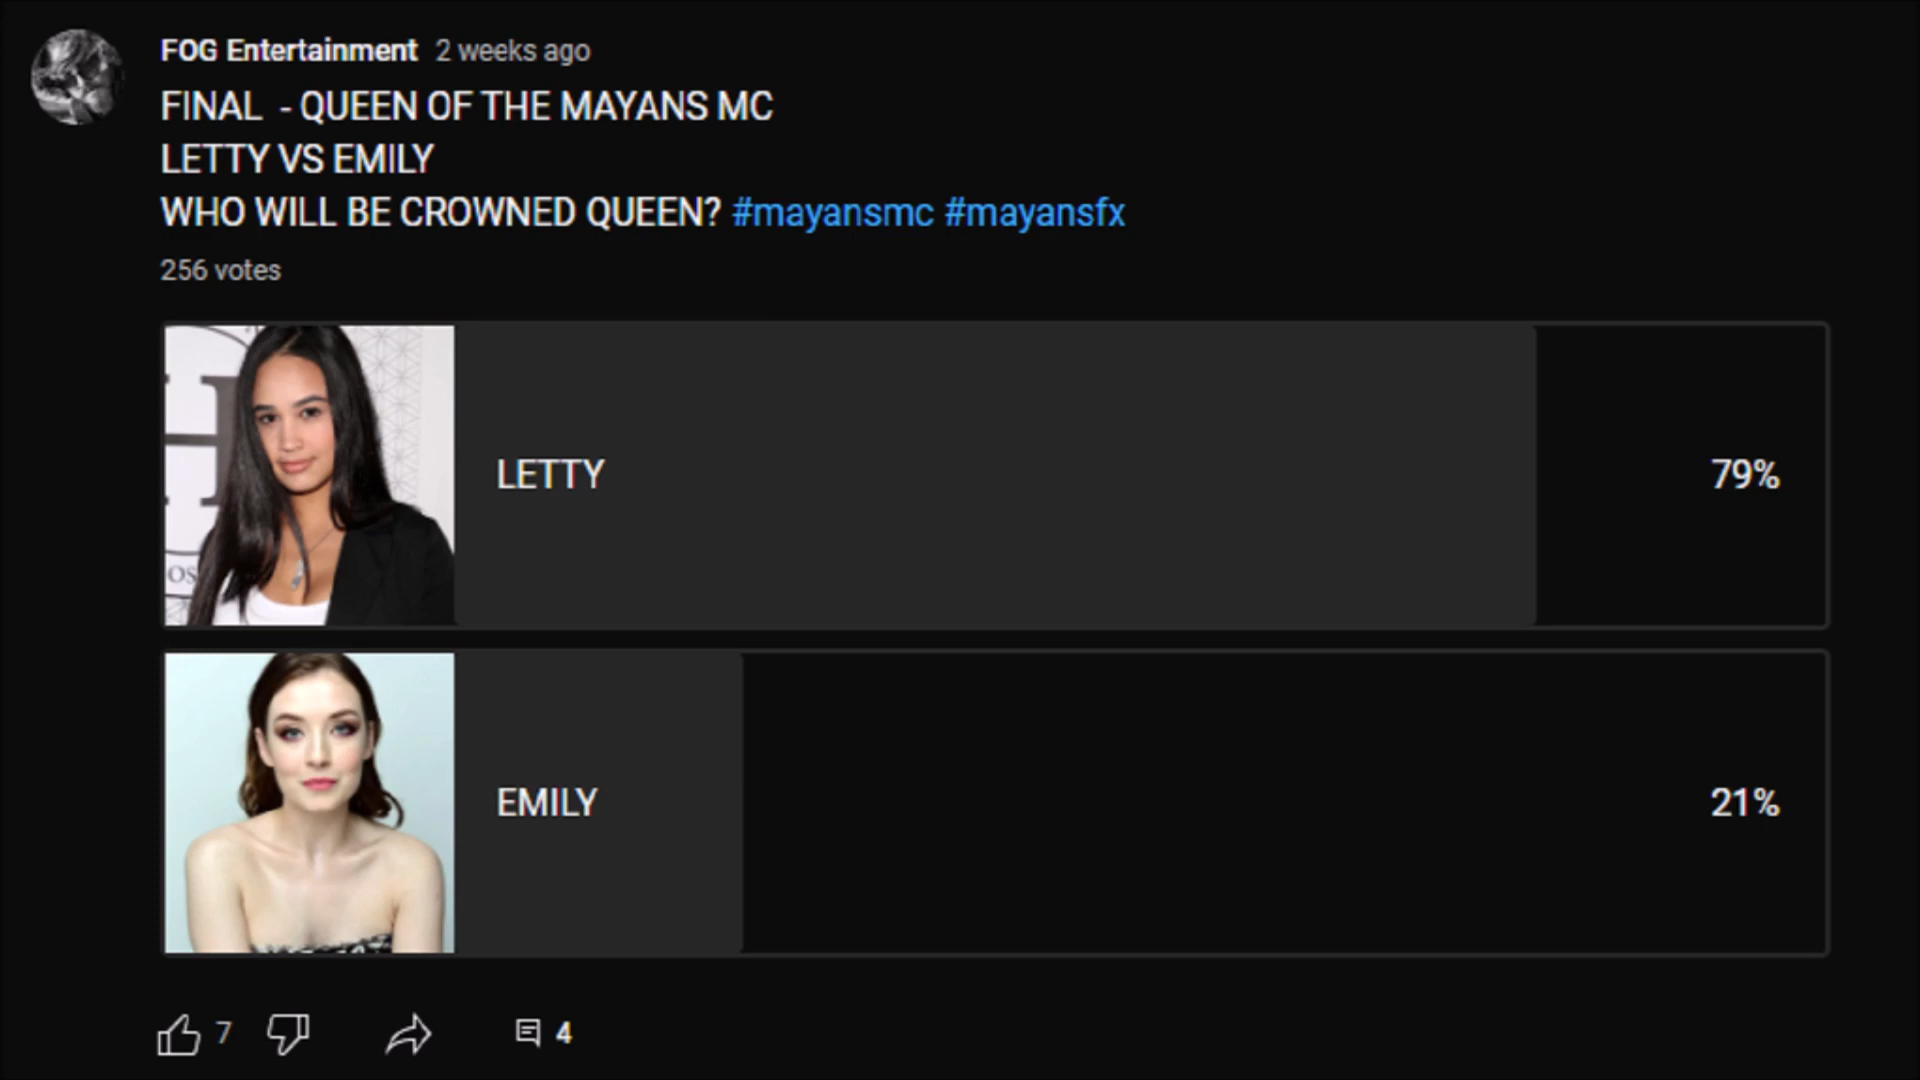 FOG Entertainment 2 weeks ago
FINAL - QUEEN OF THE MAYANS MC
LETTY VS EMILY
WHO WILL BE CROWNED QUEEN? #mayansmc #mayansfx
256 votes
H
OS
LETTY
79%
EMILY
21%
7
4